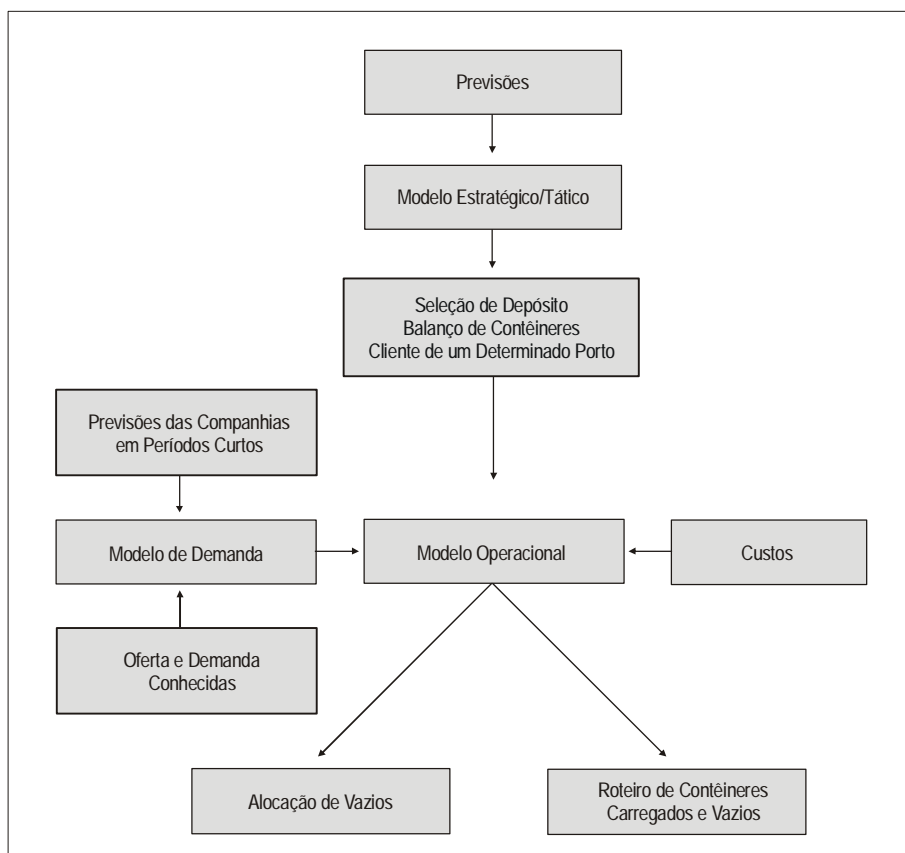 Previsões
Modelo Estratégico/Tático
Seleção de Depósito
Balanço de Contêineres
Cliente de um Determinado Porto
Previsões das Companhias
em Períodos Curtos
Modelo de Demanda
Modelo Operacional
Custos
Oferta e Demanda
Conhecidas
Alocação de Vazios
Roteiro de Contêineres
Carregados e Vazios